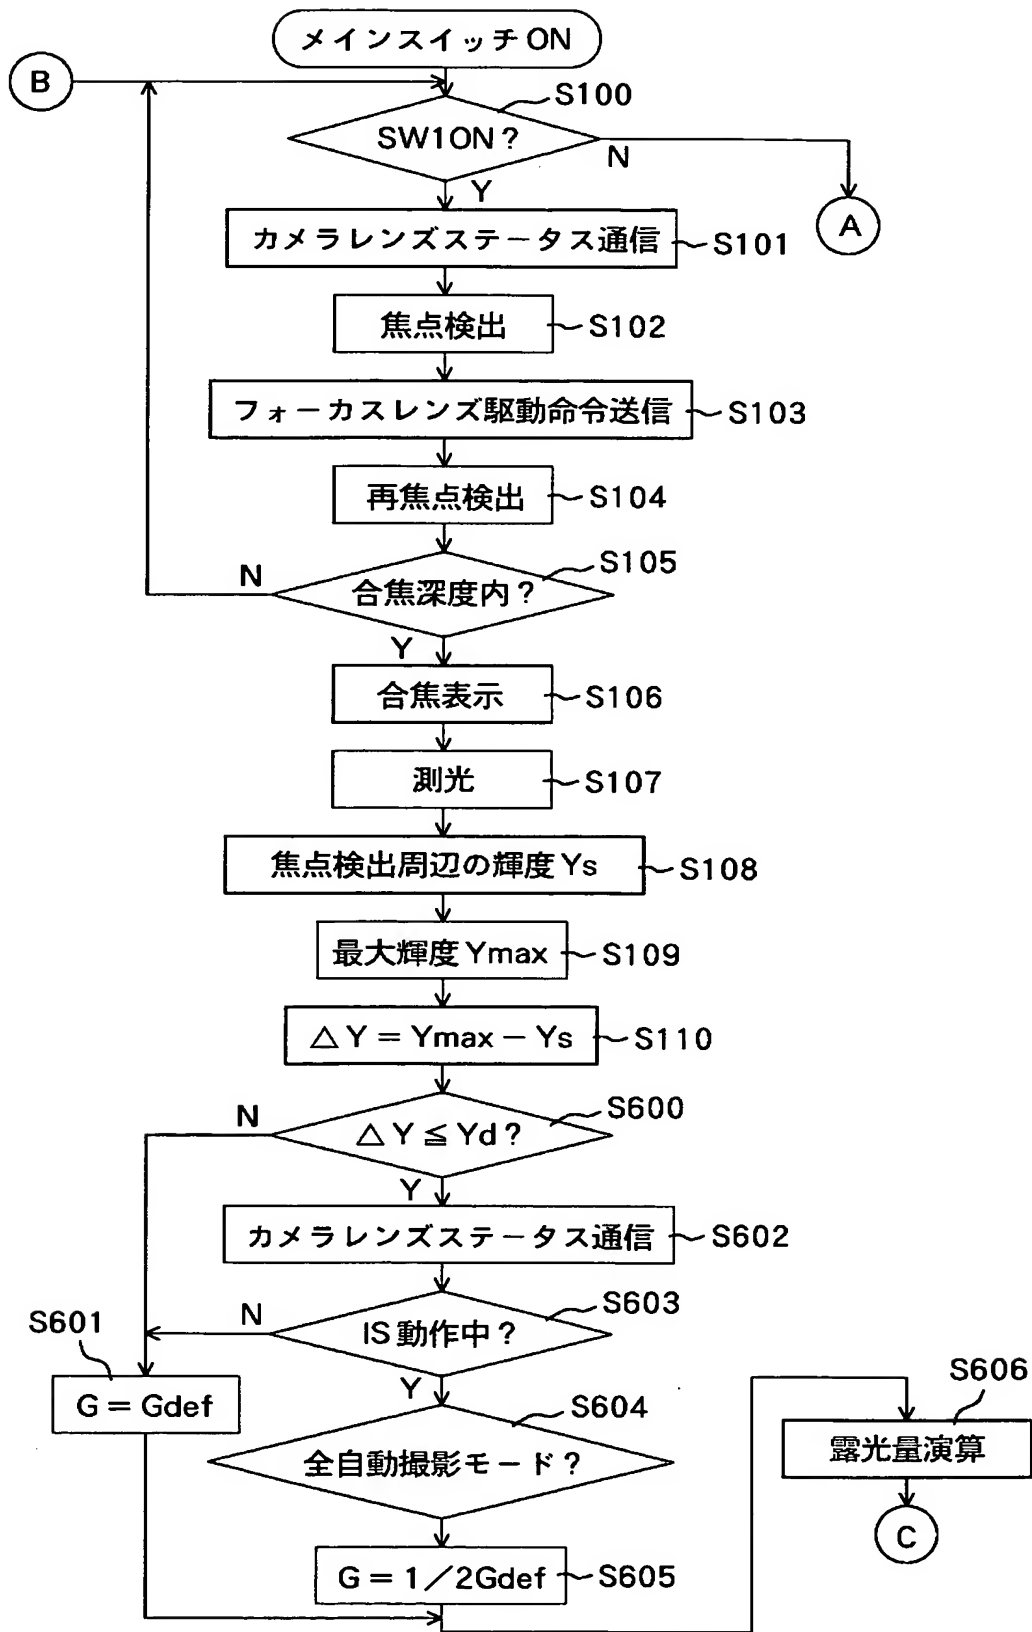 メインスイッチON
B
S100
SW1ON?
N
Y
A
カメラレンズステータス通信
S101
焦点検出
S102
フォーカスレンズ駆動命令送信
S103
再焦点検出
S104
S105
N
合焦深度内?
Y
合焦表示
S106
測光
S107
焦点検出周辺の輝度Ys
S108
最大輝度Ymax
S109
△Y=Ymax-Ys
S110
S600
N
△Y≦Yd?
Y
カメラレンズステータス通信
S602
S603
N
IS動作中?
S601
Y
G=Gdef
S604
S606
全自動撮影モード?
露光量演算
C
G=1/2Gdef
S605